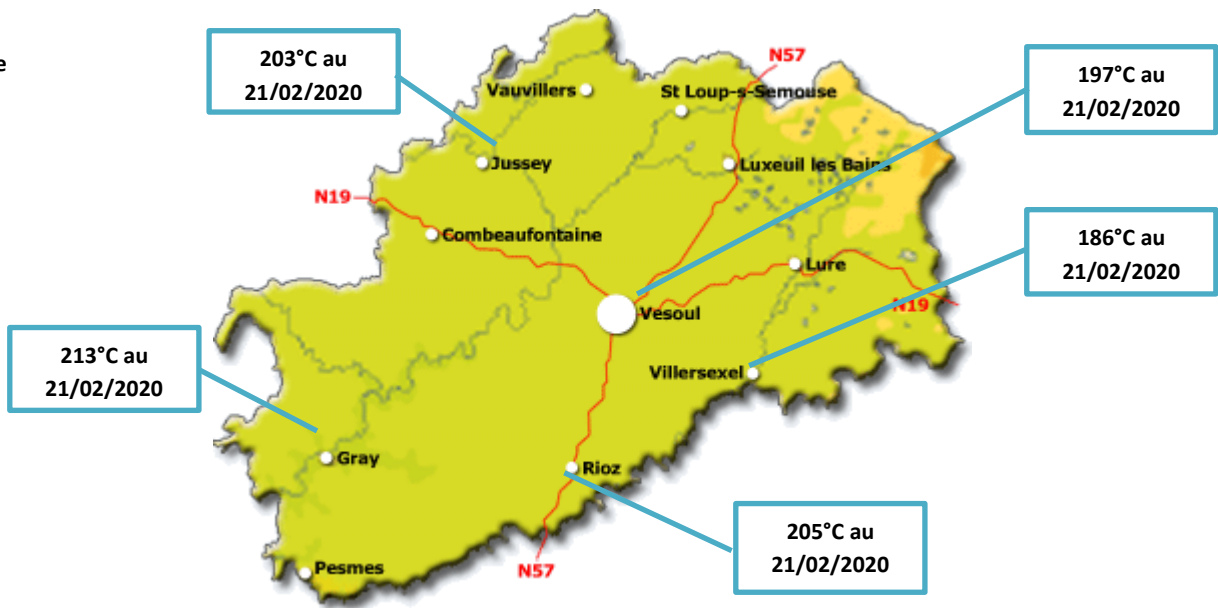 e
203°C au
21/02/2020
N57
197°C au
21/02/2020
Vauvillers
St Loup-s-Semouse
Jussey
Luxeuil les Bains
N19
Combeaufontaine
186°C au
21/02/2020
Lure
Vesoul
N19
213°C au
21/02/2020
Villersexel
Gray
Rioz
205°C au
21/02/2020
Pesmes
N57